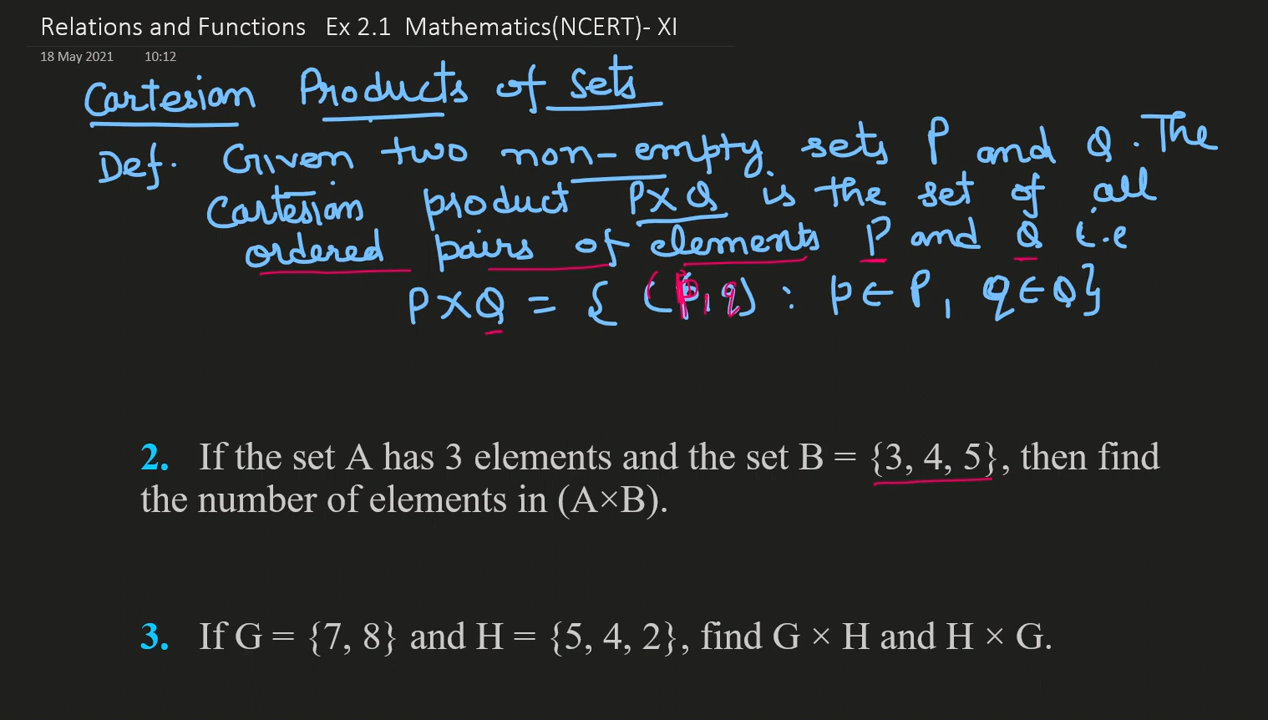 Relations and Functions Ex 2.1 Mathematics(NCERT)- XI
18 May 2021 10:12
Cartesian Products of Sets
Def. Given two non-empty sets P and Q. The
Cartesian product P×Q is the set of all
ordered pairs of elements P and Q i.e
P×Q = { (p,q) : p∈P, q∈Q}
2. If the set A has 3 elements and the set B = {3, 4, 5}, then find
the number of elements in (A×B).
3. If G = {7, 8} and H = {5, 4, 2}, find G × H and H × G.